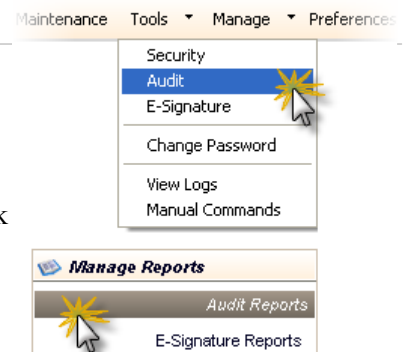 Maintenance Tools Manage Preferences
Security
Audit
E-Signature
Change Password
View Logs
Manual Commands
k
Manage Reports
Audit Reports
E-Signature Reports